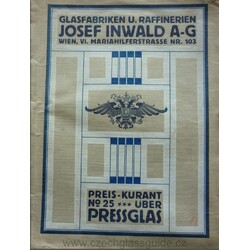 GLASFABRIKEN U. RAFFINERIEN
JOSEF INWALD A-G
WIEN, VI. MARIAHILFERSTRASSE NR. 103
PREIS-KURANT
No 25 *** ÜBER
PRESSGLAS
www.czechglassguide.cz